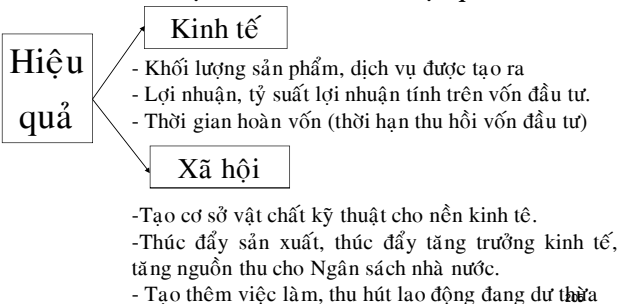 Kinh tế
Hiệu
quả
- Khối lượng sản phẩm, dịch vụ được tạo ra
- Lợi nhuận, tỷ suất lợi nhuận tính trên vốn đầu tư.
- Thời gian hoàn vốn (thời hạn thu hồi vốn đầu tư)
Xã hội
-Tạo cơ sở vật chất kỹ thuật cho nền kinh tê.
-Thúc đẩy sản xuất, thúc đẩy tăng trưởng kinh tế,
tăng nguồn thu cho Ngân sách nhà nước.
- Tạo thêm việc làm, thu hút lao động đang dư thừa